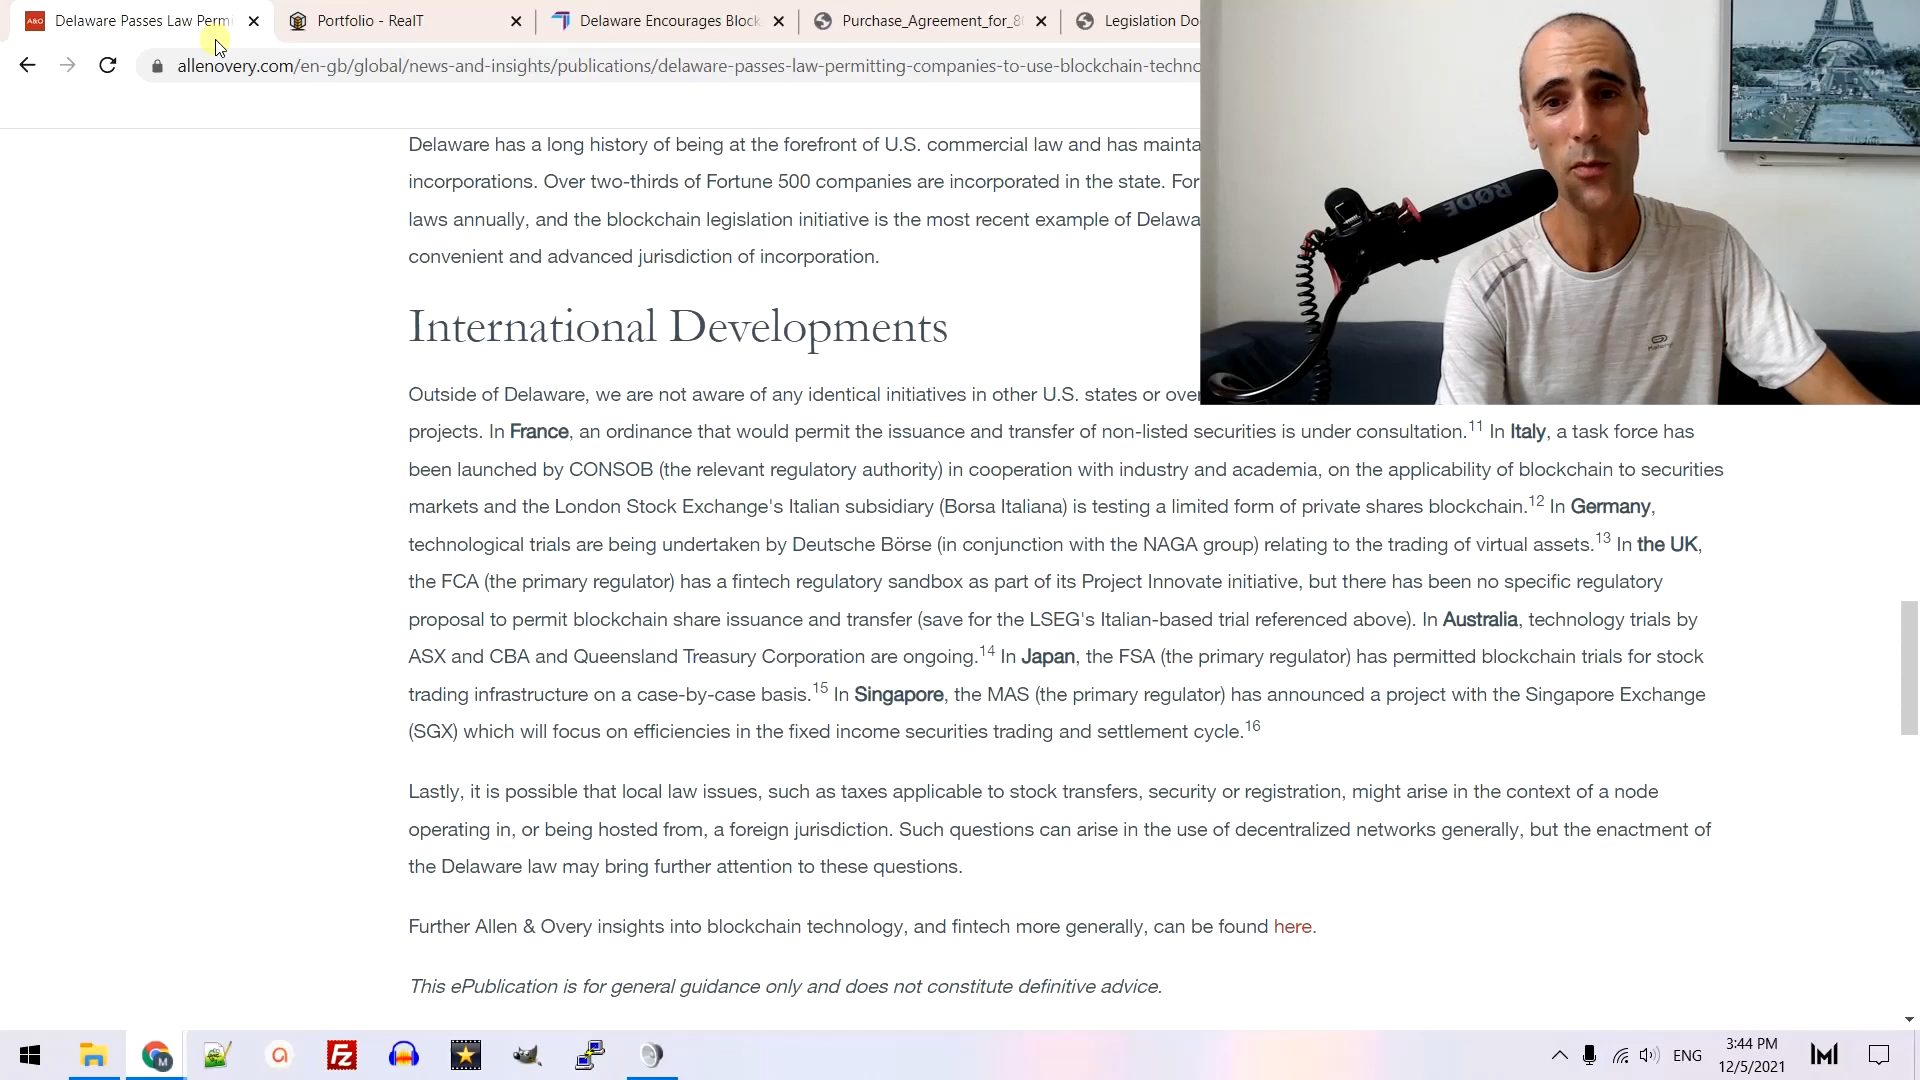 A&O Delaware Passes Law Permi
Portfolio - RealT
Delaware Encourages Block
Purchase_Agreement_for_8
Legislation Do
allenovery.com/en-gb/global/news-and-insights/publications/delaware-passes-law-permitting-companies-to-use-blockchain-techno
Delaware has a long history of being at the forefront of U.S. commercial law and has mainta
incorporations. Over two-thirds of Fortune 500 companies are incorporated in the state. For
laws annually, and the blockchain legislation initiative is the most recent example of Delawa
convenient and advanced jurisdiction of incorporation.
RØDE
International Developments
Outside of Delaware, we are not aware of any identical initiatives in other U.S. states or over
projects. In France, an ordinance that would permit the issuance and transfer of non-listed securities is under consultation.11 In Italy, a task force has
been launched by CONSOB (the relevant regulatory authority) in cooperation with industry and academia, on the applicability of blockchain to securities
markets and the London Stock Exchange's Italian subsidiary (Borsa Italiana) is testing a limited form of private shares blockchain.12 In Germany,
technological trials are being undertaken by Deutsche Börse (in conjunction with the NAGA group) relating to the trading of virtual assets.13 In the UK,
the FCA (the primary regulator) has a fintech regulatory sandbox as part of its Project Innovate initiative, but there has been no specific regulatory
proposal to permit blockchain share issuance and transfer (save for the LSEG's Italian-based trial referenced above). In Australia, technology trials by
ASX and CBA and Queensland Treasury Corporation are ongoing.14 In Japan, the FSA (the primary regulator) has permitted blockchain trials for stock
trading infrastructure on a case-by-case basis.15 In Singapore, the MAS (the primary regulator) has announced a project with the Singapore Exchange
(SGX) which will focus on efficiencies in the fixed income securities trading and settlement cycle.16
Lastly, it is possible that local law issues, such as taxes applicable to stock transfers, security or registration, might arise in the context of a node
operating in, or being hosted from, a foreign jurisdiction. Such questions can arise in the use of decentralized networks generally, but the enactment of
the Delaware law may bring further attention to these questions.
Further Allen & Overy insights into blockchain technology, and fintech more generally, can be found here.
This ePublication is for general guidance only and does not constitute definitive advice.
M
FZ
ENG
3:44 PM
12/5/2021